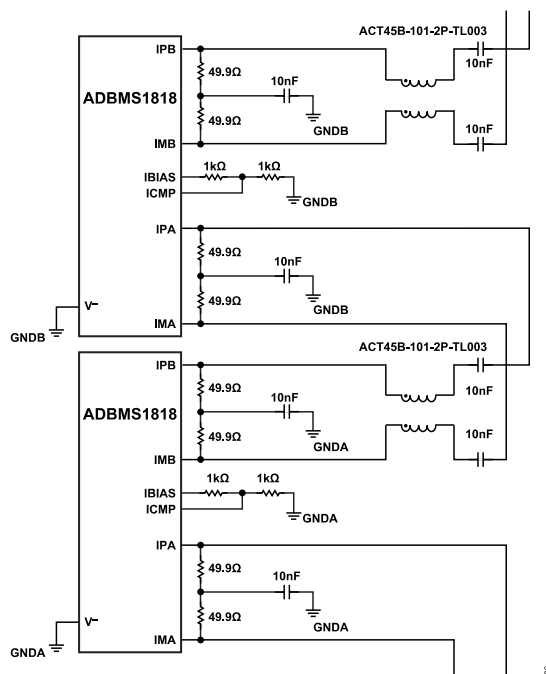 ACT45B-101-2P-TL003
IPB
49.9Ω
10nF
10nF
ADBMS1818
49.9Ω
GNDB
10nF
IMB
1kΩ
1kΩ
IBIAS
ICMP
GNDB
IPA
49.9Ω
10nF
49.9Ω
GNDB
V–
GNDB
IMA
ACT45B-101-2P-TL003
IPB
49.9Ω
10nF
10nF
ADBMS1818
49.9Ω
GNDA
10nF
IMB
1kΩ
1kΩ
IBIAS
ICMP
GNDA
IPA
49.9Ω
10nF
49.9Ω
GNDA
V–
GNDA
IMA